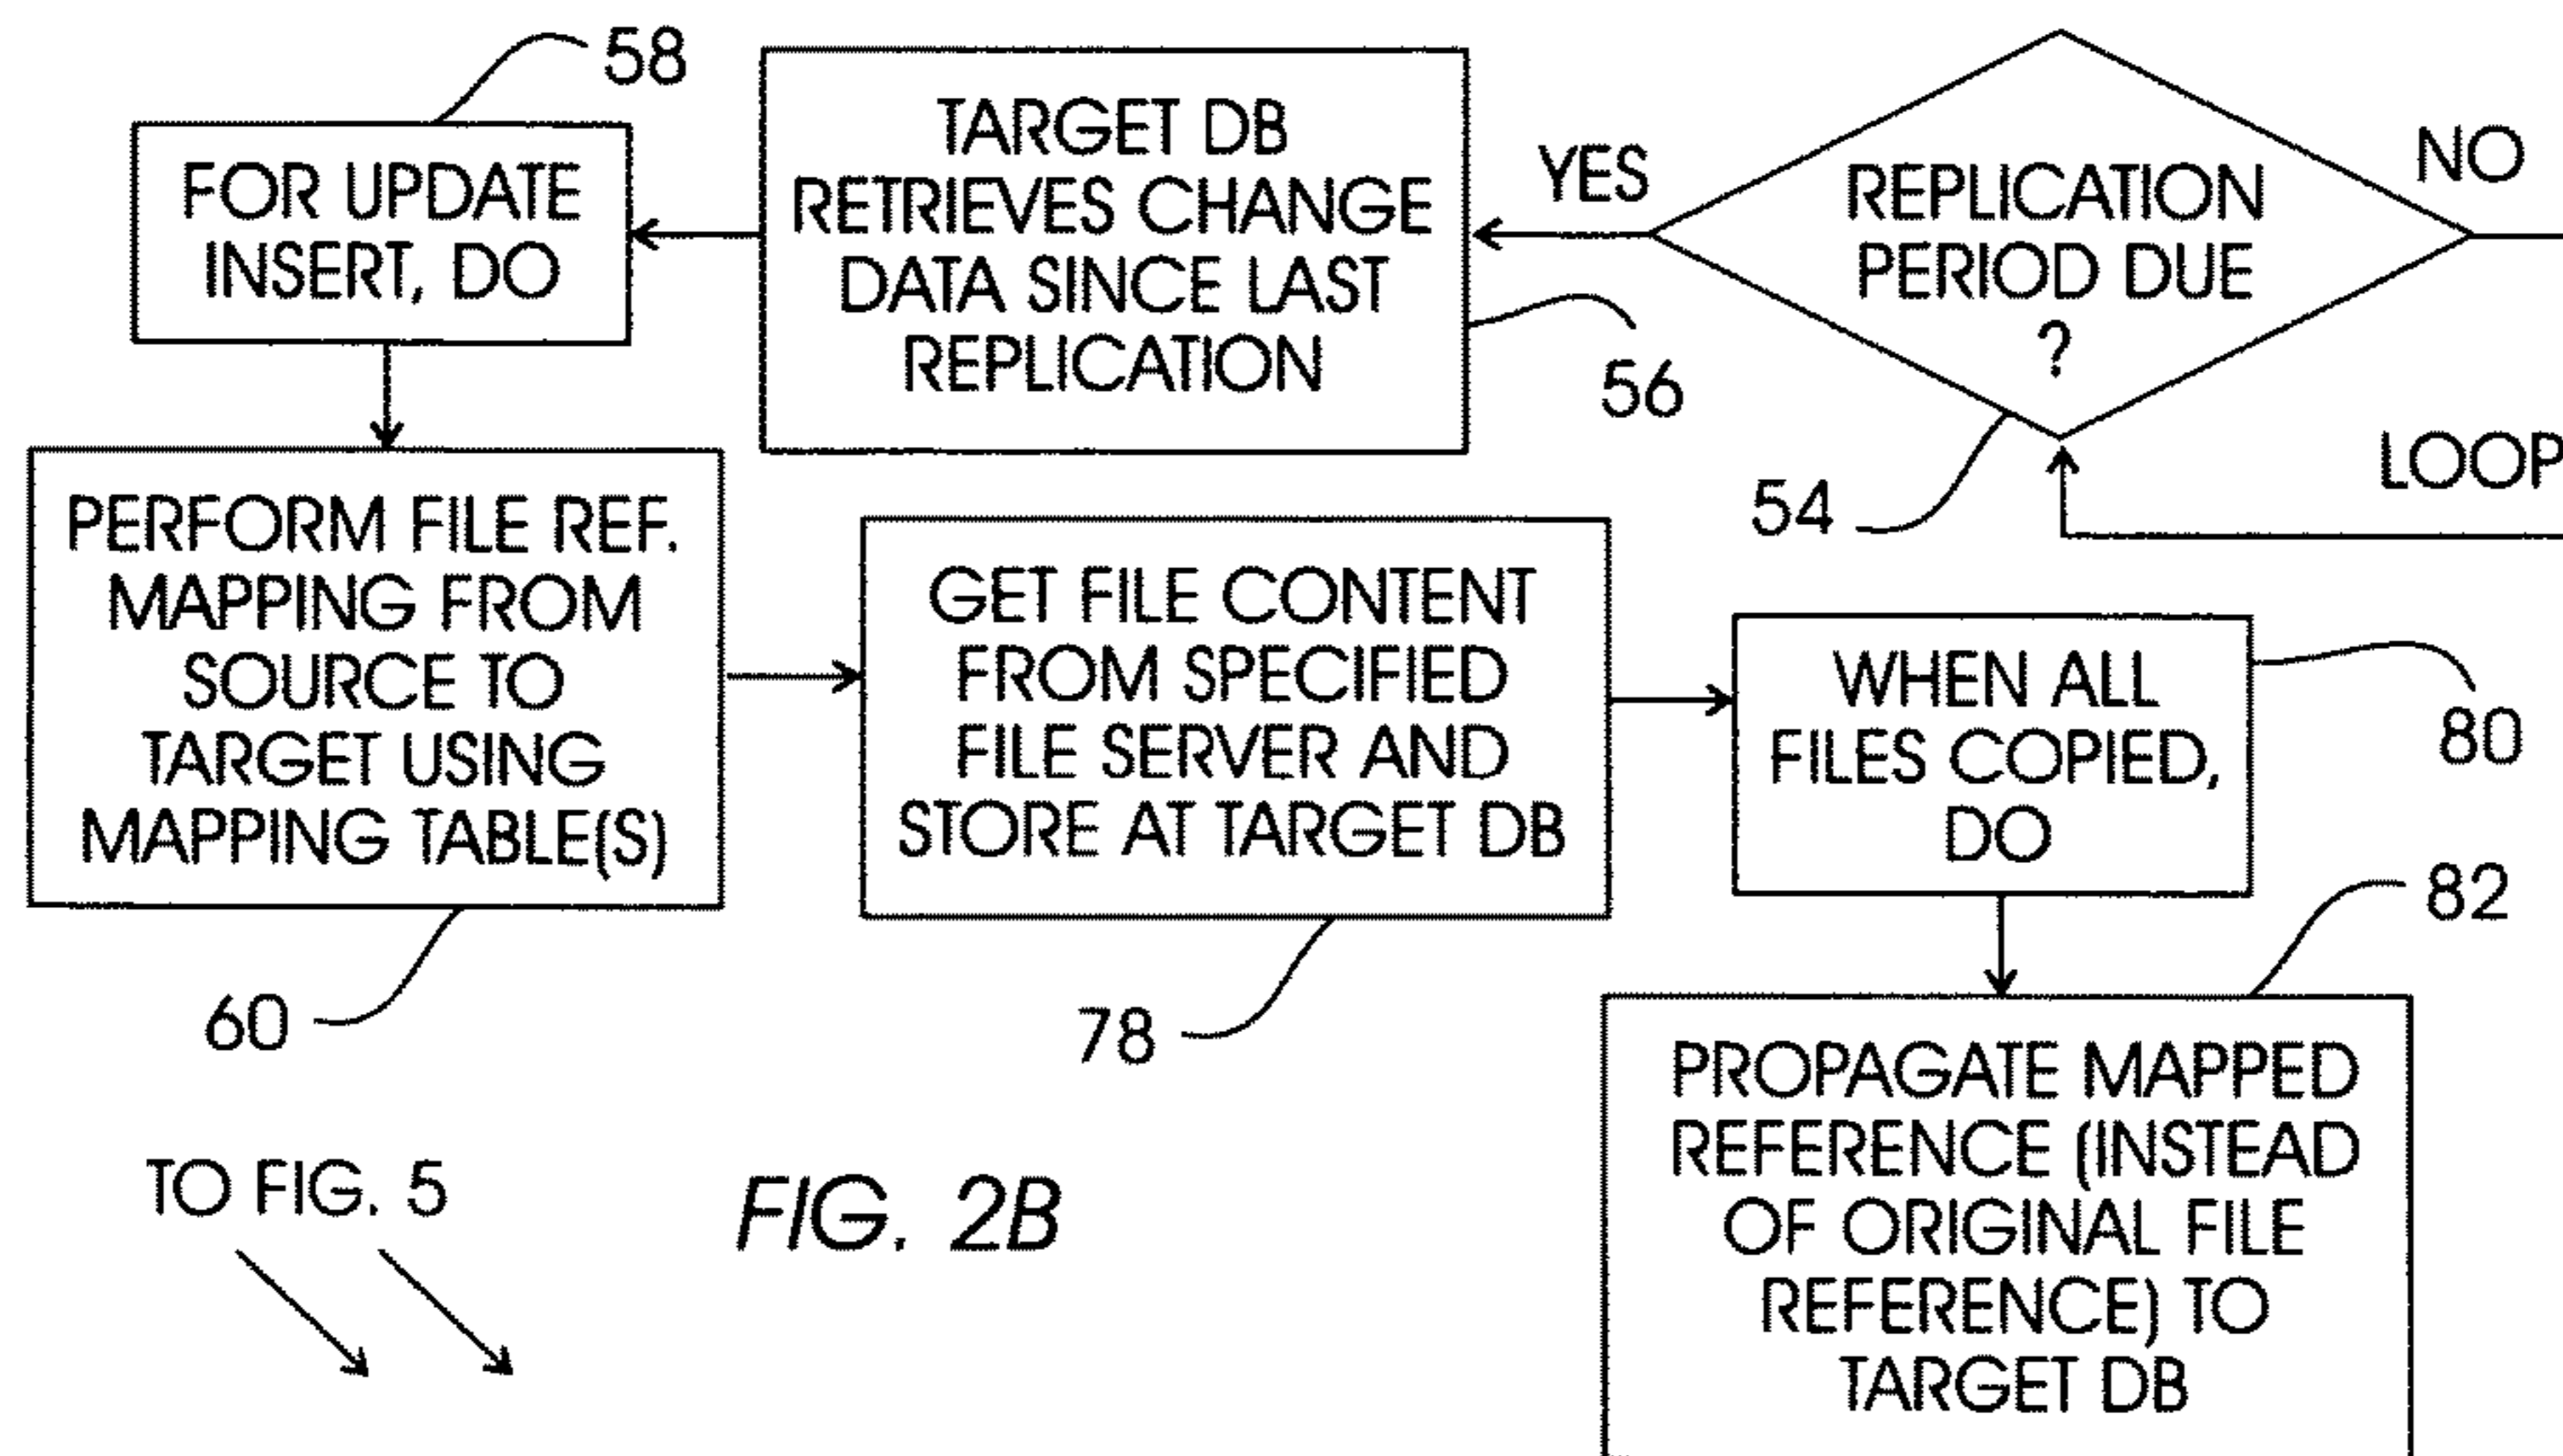 58
FOR UPDATE
INSERT, DO
TARGET DB
RETRIEVES CHANGE
DATA SINCE LAST
REPLICATION
56
YES
REPLICATION
PERIOD DUE
?
NO
54
LOOP
PERFORM FILE REF.
MAPPING FROM
SOURCE TO
TARGET USING
MAPPING TABLE(S)
60
GET FILE CONTENT
FROM SPECIFIED
FILE SERVER AND
STORE AT TARGET DB
78
WHEN ALL
FILES COPIED,
DO
80
82
PROPAGATE MAPPED
REFERENCE (INSTEAD
OF ORIGINAL FILE
REFERENCE) TO
TARGET DB
TO FIG. 5
FIG. 2B